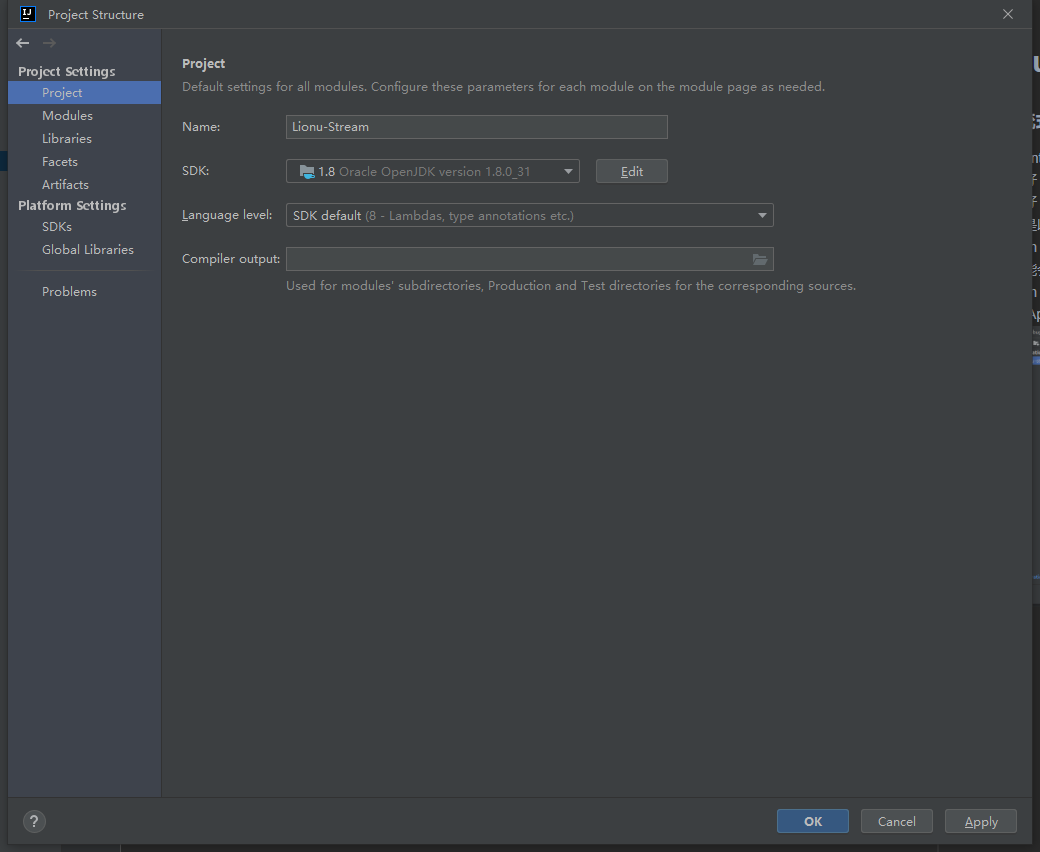 IJ Project Structure
Project Settings
Project
Modules
Libraries
Facets
Artifacts
Platform Settings
SDKs
Global Libraries
Problems
Project
Default settings for all modules. Configure these parameters for each module on the module page as needed.
Name: Lionu-Stream
SDK: 1.8 Oracle OpenJDK version 1.8.0_31 Edit
Language level: SDK default (8 - Lambdas, type annotations etc.)
Compiler output:
Used for modules' subdirectories, Production and Test directories for the corresponding sources.
? OK Cancel Apply